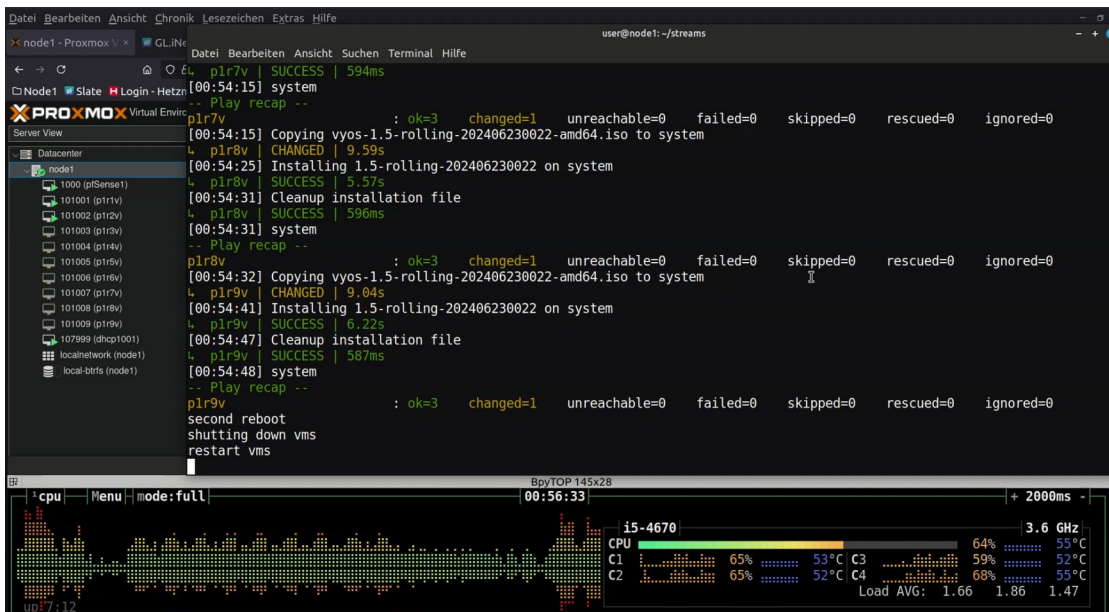 Datei Bearbeiten Ansicht Chronik Lesezeichen Extras Hilfe
user@node1: ~/streams
node1 - Proxmox V × GL.iNe
Datei Bearbeiten Ansicht Suchen Terminal Hilfe
Node1 Slate Login - Hetzn
PROXMOX Virtual Enviro
Server View
Datacenter
node1
1000 (pfSense1)
101001 (p1r1v)
101002 (p1r2v)
101003 (p1r3v)
101004 (p1r4v)
101005 (p1r5v)
101006 (p1r6v)
101007 (p1r7v)
101008 (p1r8v)
101009 (p1r9v)
107999 (dhcp1001)
localnetwork (node1)
local-btrfs (node1)
↳ p1r7v | SUCCESS | 594ms
[00:54:15] system
-- Play recap --
p1r7v : ok=3 changed=1 unreachable=0 failed=0 skipped=0 rescued=0 ignored=0
[00:54:15] Copying vyos-1.5-rolling-202406230022-amd64.iso to system
↳ p1r8v | CHANGED | 9.59s
[00:54:25] Installing 1.5-rolling-202406230022 on system
↳ p1r8v | SUCCESS | 5.57s
[00:54:31] Cleanup installation file
↳ p1r8v | SUCCESS | 596ms
[00:54:31] system
-- Play recap --
p1r8v : ok=3 changed=1 unreachable=0 failed=0 skipped=0 rescued=0 ignored=0
[00:54:32] Copying vyos-1.5-rolling-202406230022-amd64.iso to system
↳ p1r9v | CHANGED | 9.04s
[00:54:41] Installing 1.5-rolling-202406230022 on system
↳ p1r9v | SUCCESS | 6.22s
[00:54:47] Cleanup installation file
↳ p1r9v | SUCCESS | 587ms
[00:54:48] system
-- Play recap --
p1r9v : ok=3 changed=1 unreachable=0 failed=0 skipped=0 rescued=0 ignored=0
second reboot
shutting down vms
restart vms
BpyTOP 145x28
¹cpu Menu mode:full 00:56:33 + 2000ms -
i5-4670 3.6 GHz
CPU 64% 55°C
C1 65% 53°C C3 59% 52°C
C2 65% 52°C C4 68% 55°C
Load AVG: 1.66 1.86 1.47
up 7:12